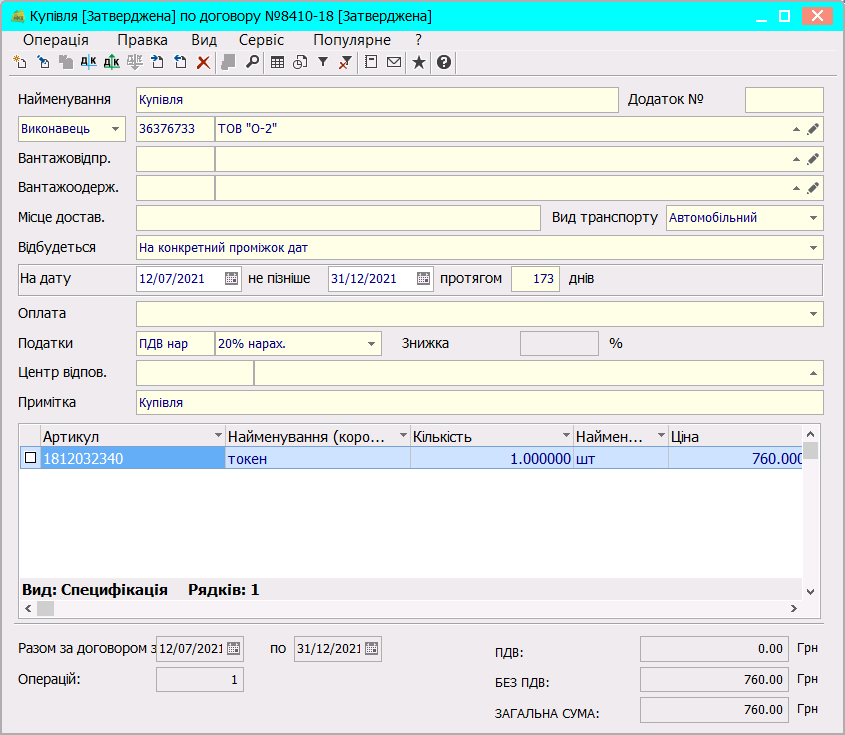 Купівля [Затверджена] по договору №8410-18 [Затверджена]
Операція Правка Вид Сервіс Популярне ?
Найменування Купівля Додаток №
Виконавець 36376733 ТОВ "О-2"
Вантажовідпр.
Вантажоодерж.
Місце достав. Вид транспорту Автомобільний
Відбудеться На конкретний проміжок дат
На дату 12/07/2021 не пізніше 31/12/2021 протягом 173 днів
Оплата
Податки ПДВ нар 20% нарах. Знижка %
Центр відпов.
Примітка Купівля
Артикул Найменування (коро... Кількість Наймен... Ціна
1812032340 токен 1.000000 шт 760.000
Вид: Специфікація Рядків: 1
Разом за договором з 12/07/2021 по 31/12/2021 ПДВ: 0.00 Грн
Операцій: 1 БЕЗ ПДВ: 760.00 Грн
ЗАГАЛЬНА СУМА: 760.00 Грн